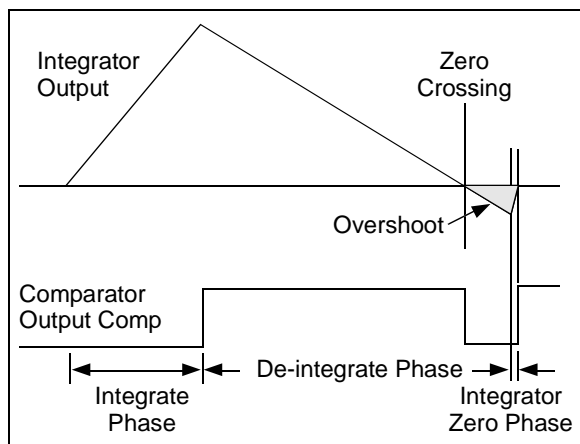 Integrator
Output
Zero
Crossing
Overshoot
Comparator
Output Comp
De-integrate Phase
Integrate
Phase
Integrator
Zero Phase